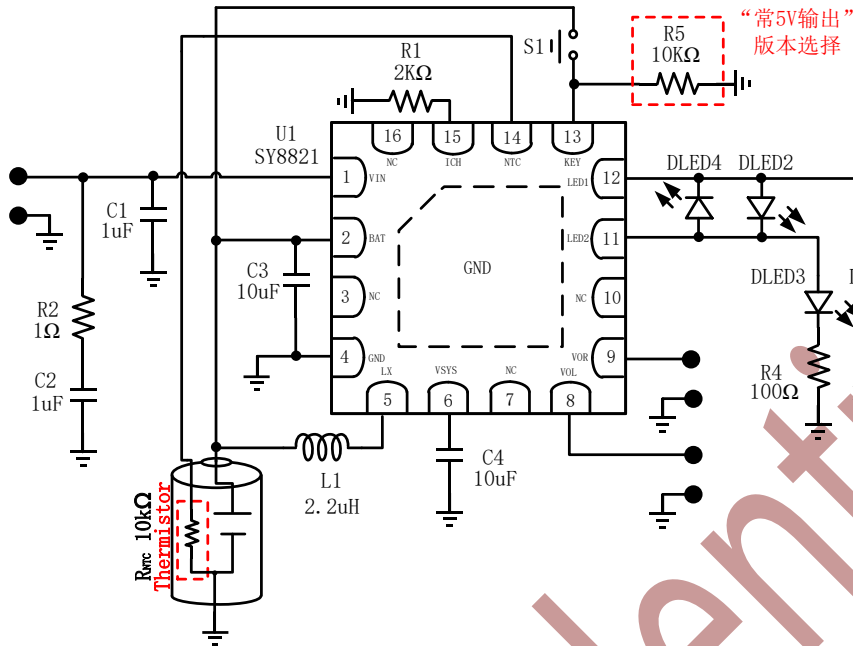 “常5V输出”
版本选择
R5
10KΩ
S1
R1
2KΩ
U1
SY8821
16
15
14
13
NC
ICH
NTC
KEY
1
VIN
12
LED1
DLED4
DLED2
C1
1uF
2
BAT
11
LED2
C3
10uF
GND
DLED3
3
NC
10
NC
R2
1Ω
4
GND
9
VOR
R4
100Ω
LX
VSYS
NC
VOL
5
6
7
8
C2
1uF
L1
2.2uH
C4
10uF
RNTC 10kΩ
Thermistor
denti